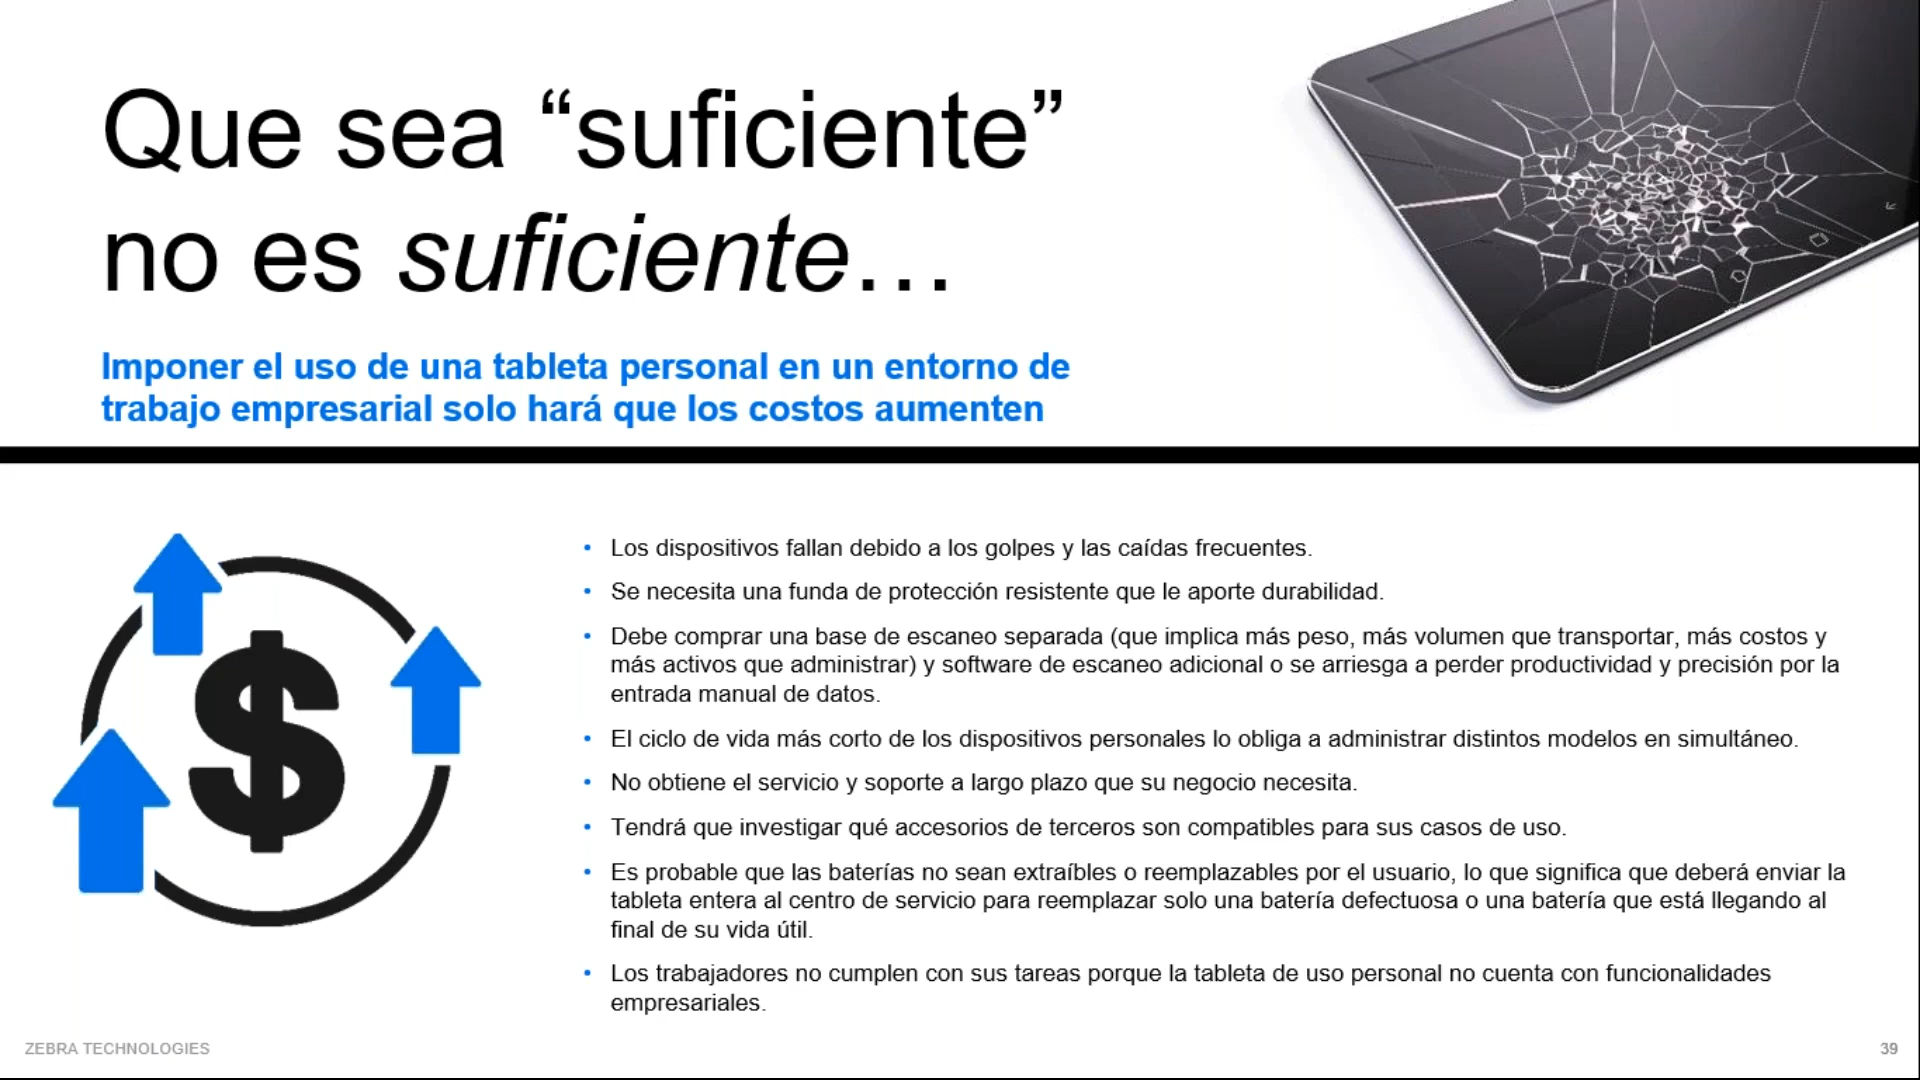 Que sea “suficiente”
no es suficiente…
Imponer el uso de una tableta personal en un entorno de
trabajo empresarial solo hará que los costos aumenten
$
• Los dispositivos fallan debido a los golpes y las caídas frecuentes.
• Se necesita una funda de protección resistente que le aporte durabilidad.
• Debe comprar una base de escaneo separada (que implica más peso, más volumen que transportar, más costos y
más activos que administrar) y software de escaneo adicional o se arriesga a perder productividad y precisión por la
entrada manual de datos.
• El ciclo de vida más corto de los dispositivos personales lo obliga a administrar distintos modelos en simultáneo.
• No obtiene el servicio y soporte a largo plazo que su negocio necesita.
• Tendrá que investigar qué accesorios de terceros son compatibles para sus casos de uso.
• Es probable que las baterías no sean extraíbles o reemplazables por el usuario, lo que significa que deberá enviar la
tableta entera al centro de servicio para reemplazar solo una batería defectuosa o una batería que está llegando al
final de su vida útil.
• Los trabajadores no cumplen con sus tareas porque la tableta de uso personal no cuenta con funcionalidades
empresariales.
ZEBRA TECHNOLOGIES
39